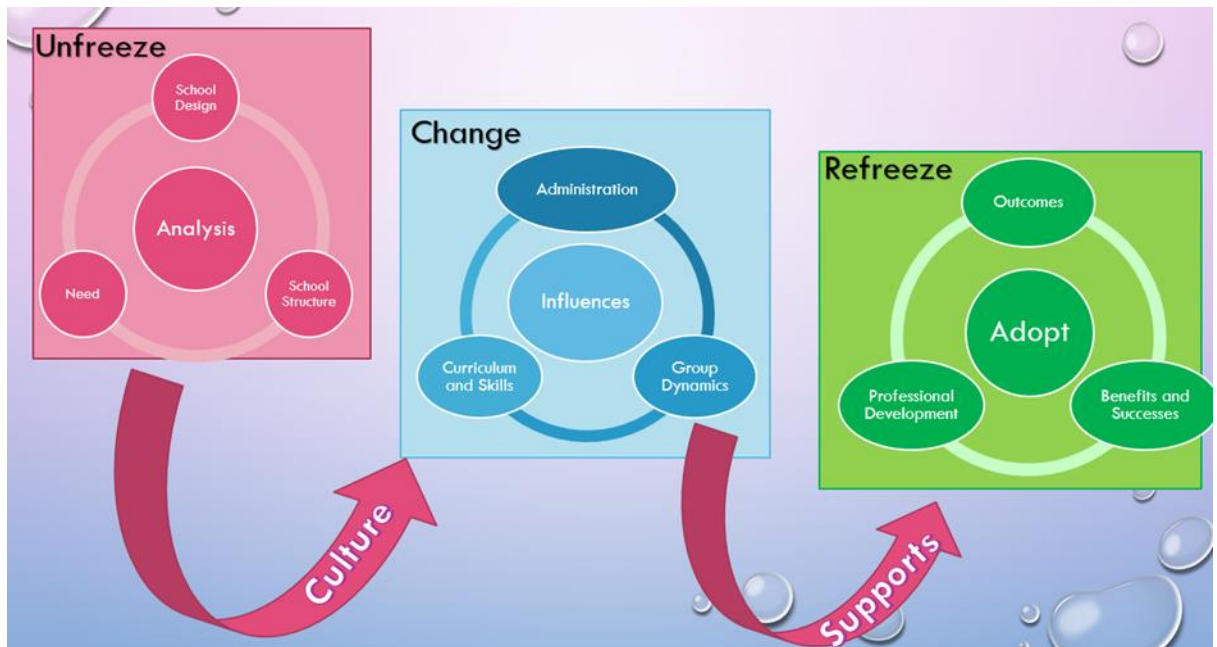 Unfreeze
School
Design
Analysis
Need
School
Structure
Culture
Change
Administration
Influences
Curriculum
and Skills
Group
Dynamics
Supports
Refreeze
Outcomes
Adopt
Professional
Development
Benefits and
Successes